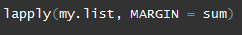 lapply(my.list, MARGIN = sum)